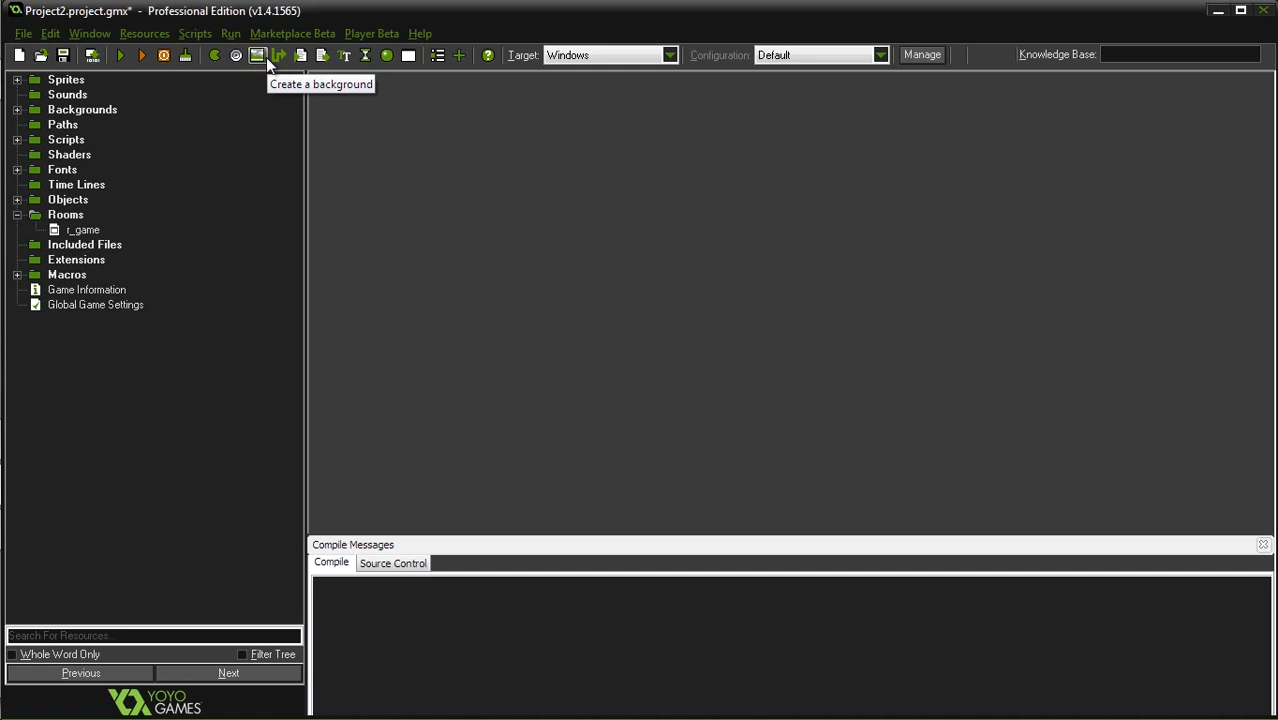 Project2.project.gmx* - Professional Edition (v1.4.1565)
File Edit Window Resources Scripts Run Marketplace Beta Player Beta Help
Target: Windows Configuration: Default Manage Knowledge Base:
Create a background
Sprites
Sounds
Backgrounds
Paths
Scripts
Shaders
Fonts
Time Lines
Objects
Rooms
r_game
Included Files
Extensions
Macros
Game Information
Global Game Settings
Compile Messages
Compile Source Control
Search For Resources...
Whole Word Only Filter Tree
Previous Next
YOYO
GAMES